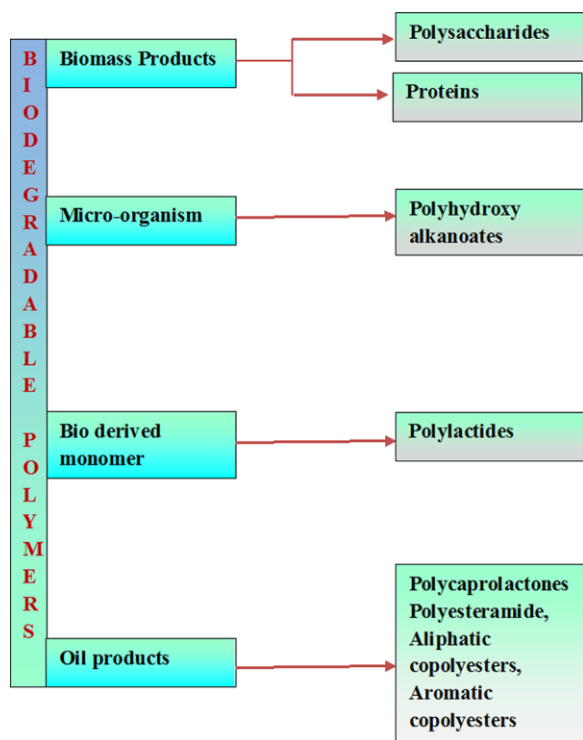 BIODEGRADABLE POLYMERS
Biomass Products
Polysaccharides
Proteins
Micro-organism
Polyhydroxy
alkanoates
Bio derived
monomer
Polylactides
Oil products
Polycaprolactones
Polyesteramide,
Aliphatic
copolyesters,
Aromatic
copolyesters